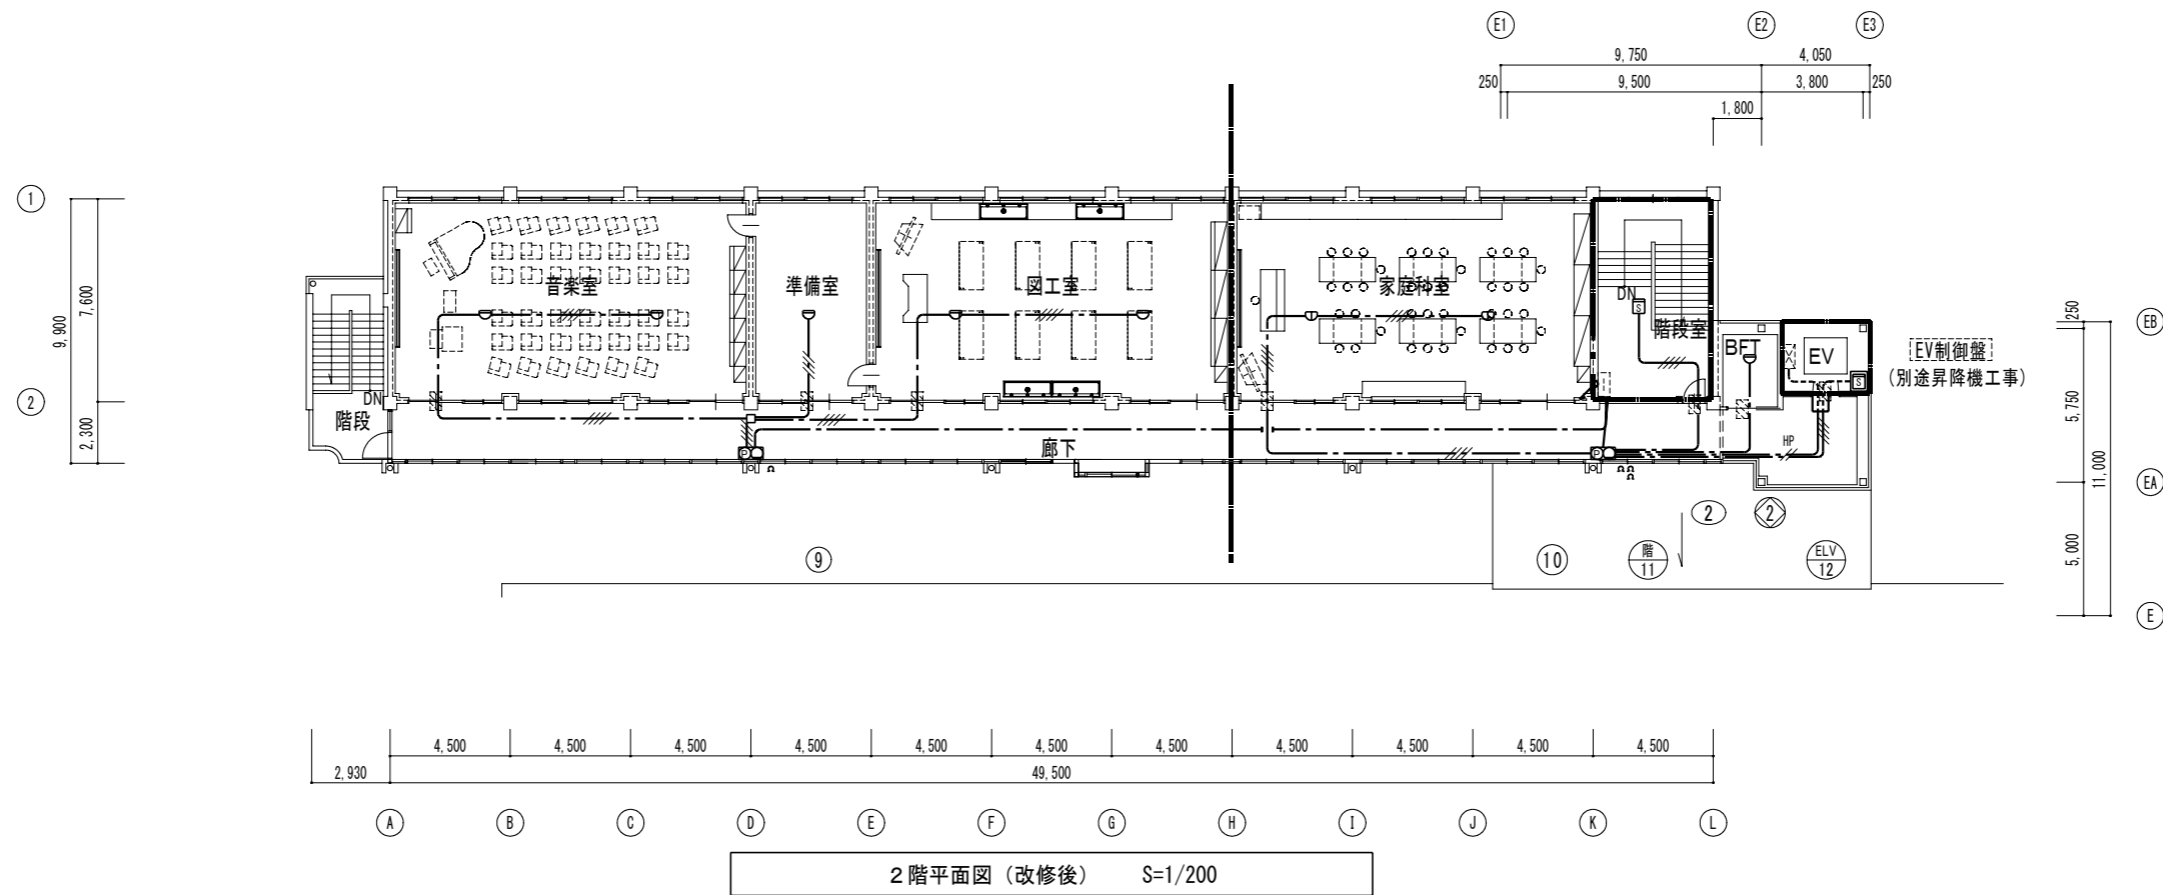 E1
E2
E3
9,750
4,050
250
9,500
3,800
250
1,800
1
2
9,900
7,600
2,300
音楽室
準備室
図工室
家庭科室
DN
S
階段室
BFT
EV
S
EV制御盤
(別途昇降機工事)
DN
階段
廊下
P
P
HP
250
5,750
11,000
5,000
EB
EA
E
2
2
9
10
階
11
ELV
12
4,500
4,500
4,500
4,500
4,500
4,500
4,500
4,500
4,500
4,500
4,500
2,930
49,500
A
B
C
D
E
F
G
H
I
J
K
L
2階平面図(改修後) S=1/200